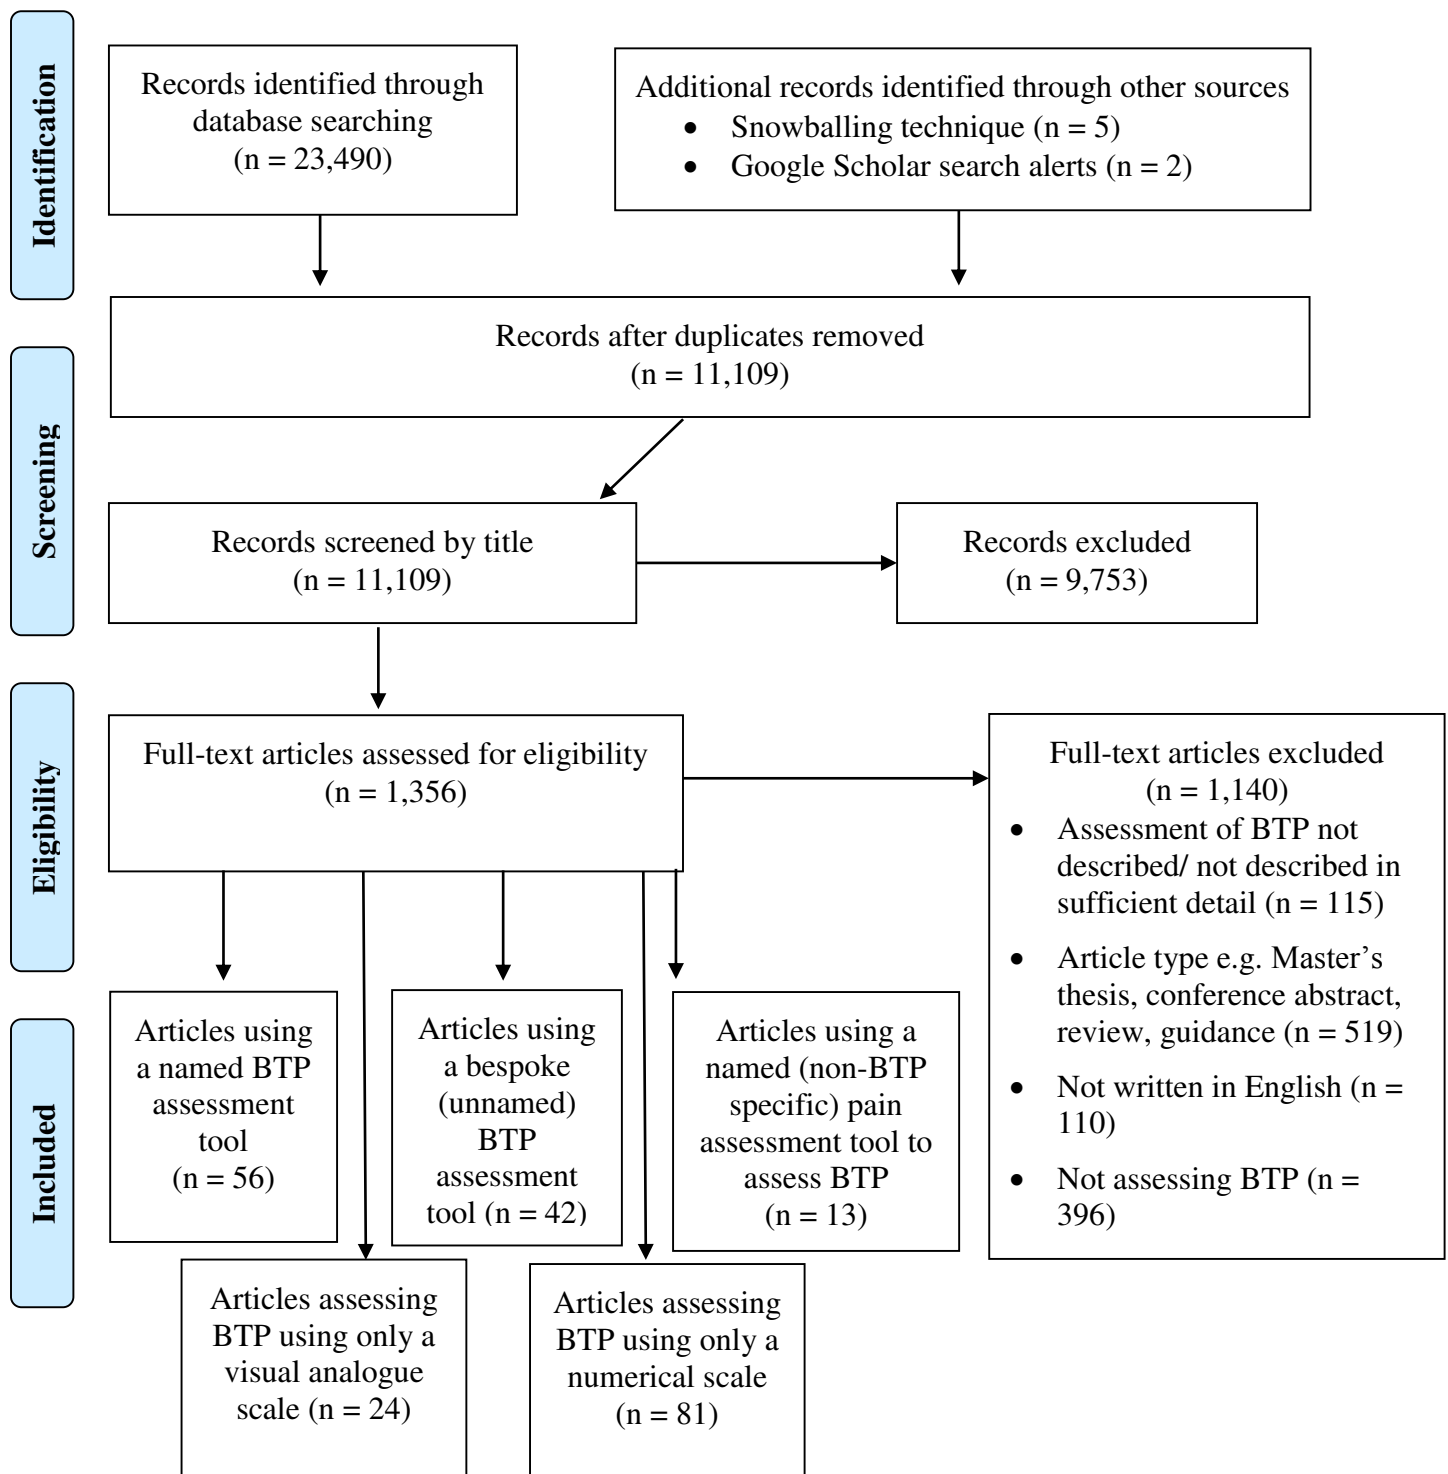 Identification
Records identified through
database searching
(n = 23,490)
Additional records identified through other sources
• Snowballing technique (n = 5)
• Google Scholar search alerts (n = 2)
Records after duplicates removed
(n = 11,109)
Screening
Records screened by title
(n = 11,109)
Records excluded
(n = 9,753)
Eligibility
Full-text articles assessed for eligibility
(n = 1,356)
Full-text articles excluded
(n = 1,140)
• Assessment of BTP not
described/ not described in
sufficient detail (n = 115)
• Article type e.g. Master’s
thesis, conference abstract,
review, guidance (n = 519)
• Not written in English (n =
110)
• Not assessing BTP (n =
396)
Included
Articles using
a named BTP
assessment
tool
(n = 56)
Articles using
a bespoke
(unnamed)
BTP
assessment
tool (n = 42)
Articles using a
named (non-BTP
specific) pain
assessment tool to
assess BTP
(n = 13)
Articles assessing
BTP using only a
visual analogue
scale (n = 24)
Articles assessing
BTP using only a
numerical scale
(n = 81)